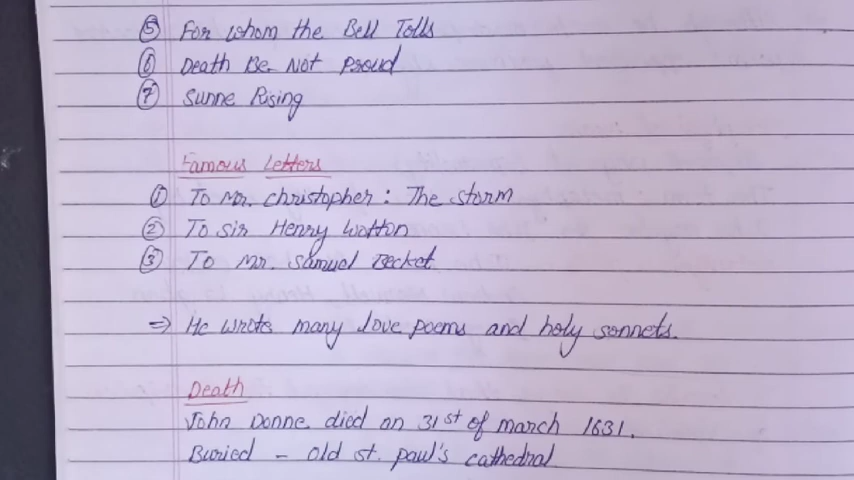 ⑤ For whom the Bell Tolls
⑥ Death Be Not Proud
⑦ Sunne Rising
Famous Letters
① To Mr. Christopher : The storm
② To Sir Henry Wotton
③ To Mr. Samuel Becket
⇒ He wrote many love poems and holy sonnets.
Death
John Donne died on 31st of march 1631.
Buried - old st. paul's cathedral